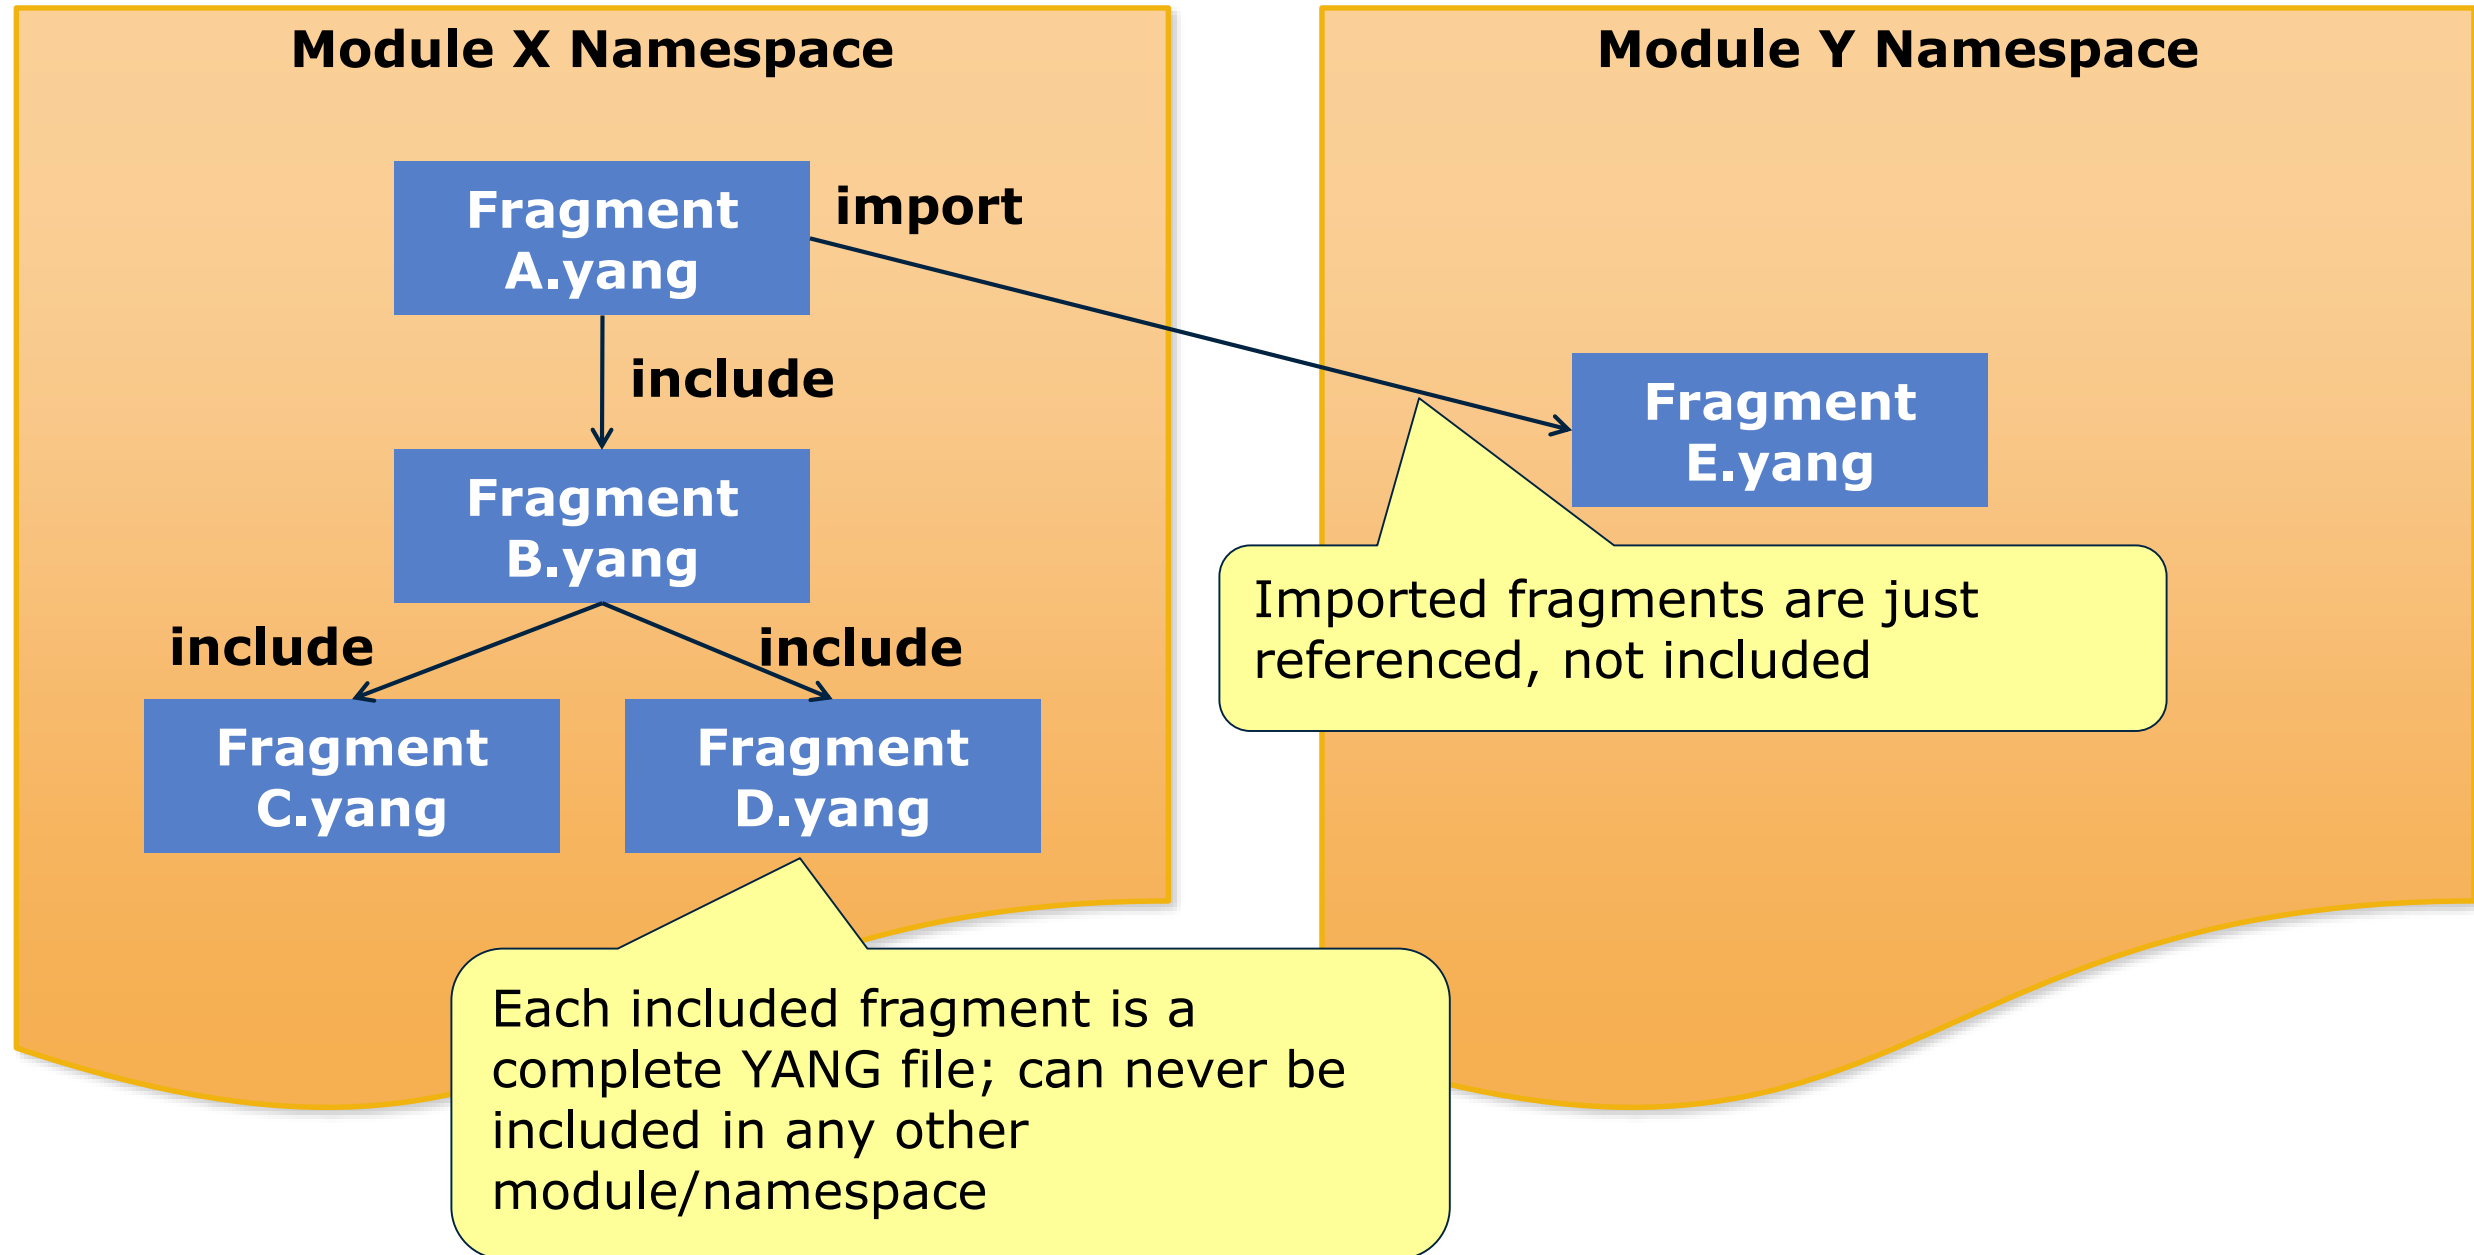 Module X Namespace
Module Y Namespace
Fragment
A.yang
import
include
Fragment
E.yang
Fragment
B.yang
Imported fragments are just
referenced, not included
include
include
Fragment
C.yang
Fragment
D.yang
Each included fragment is a
complete YANG file; can never be
included in any other
module/namespace